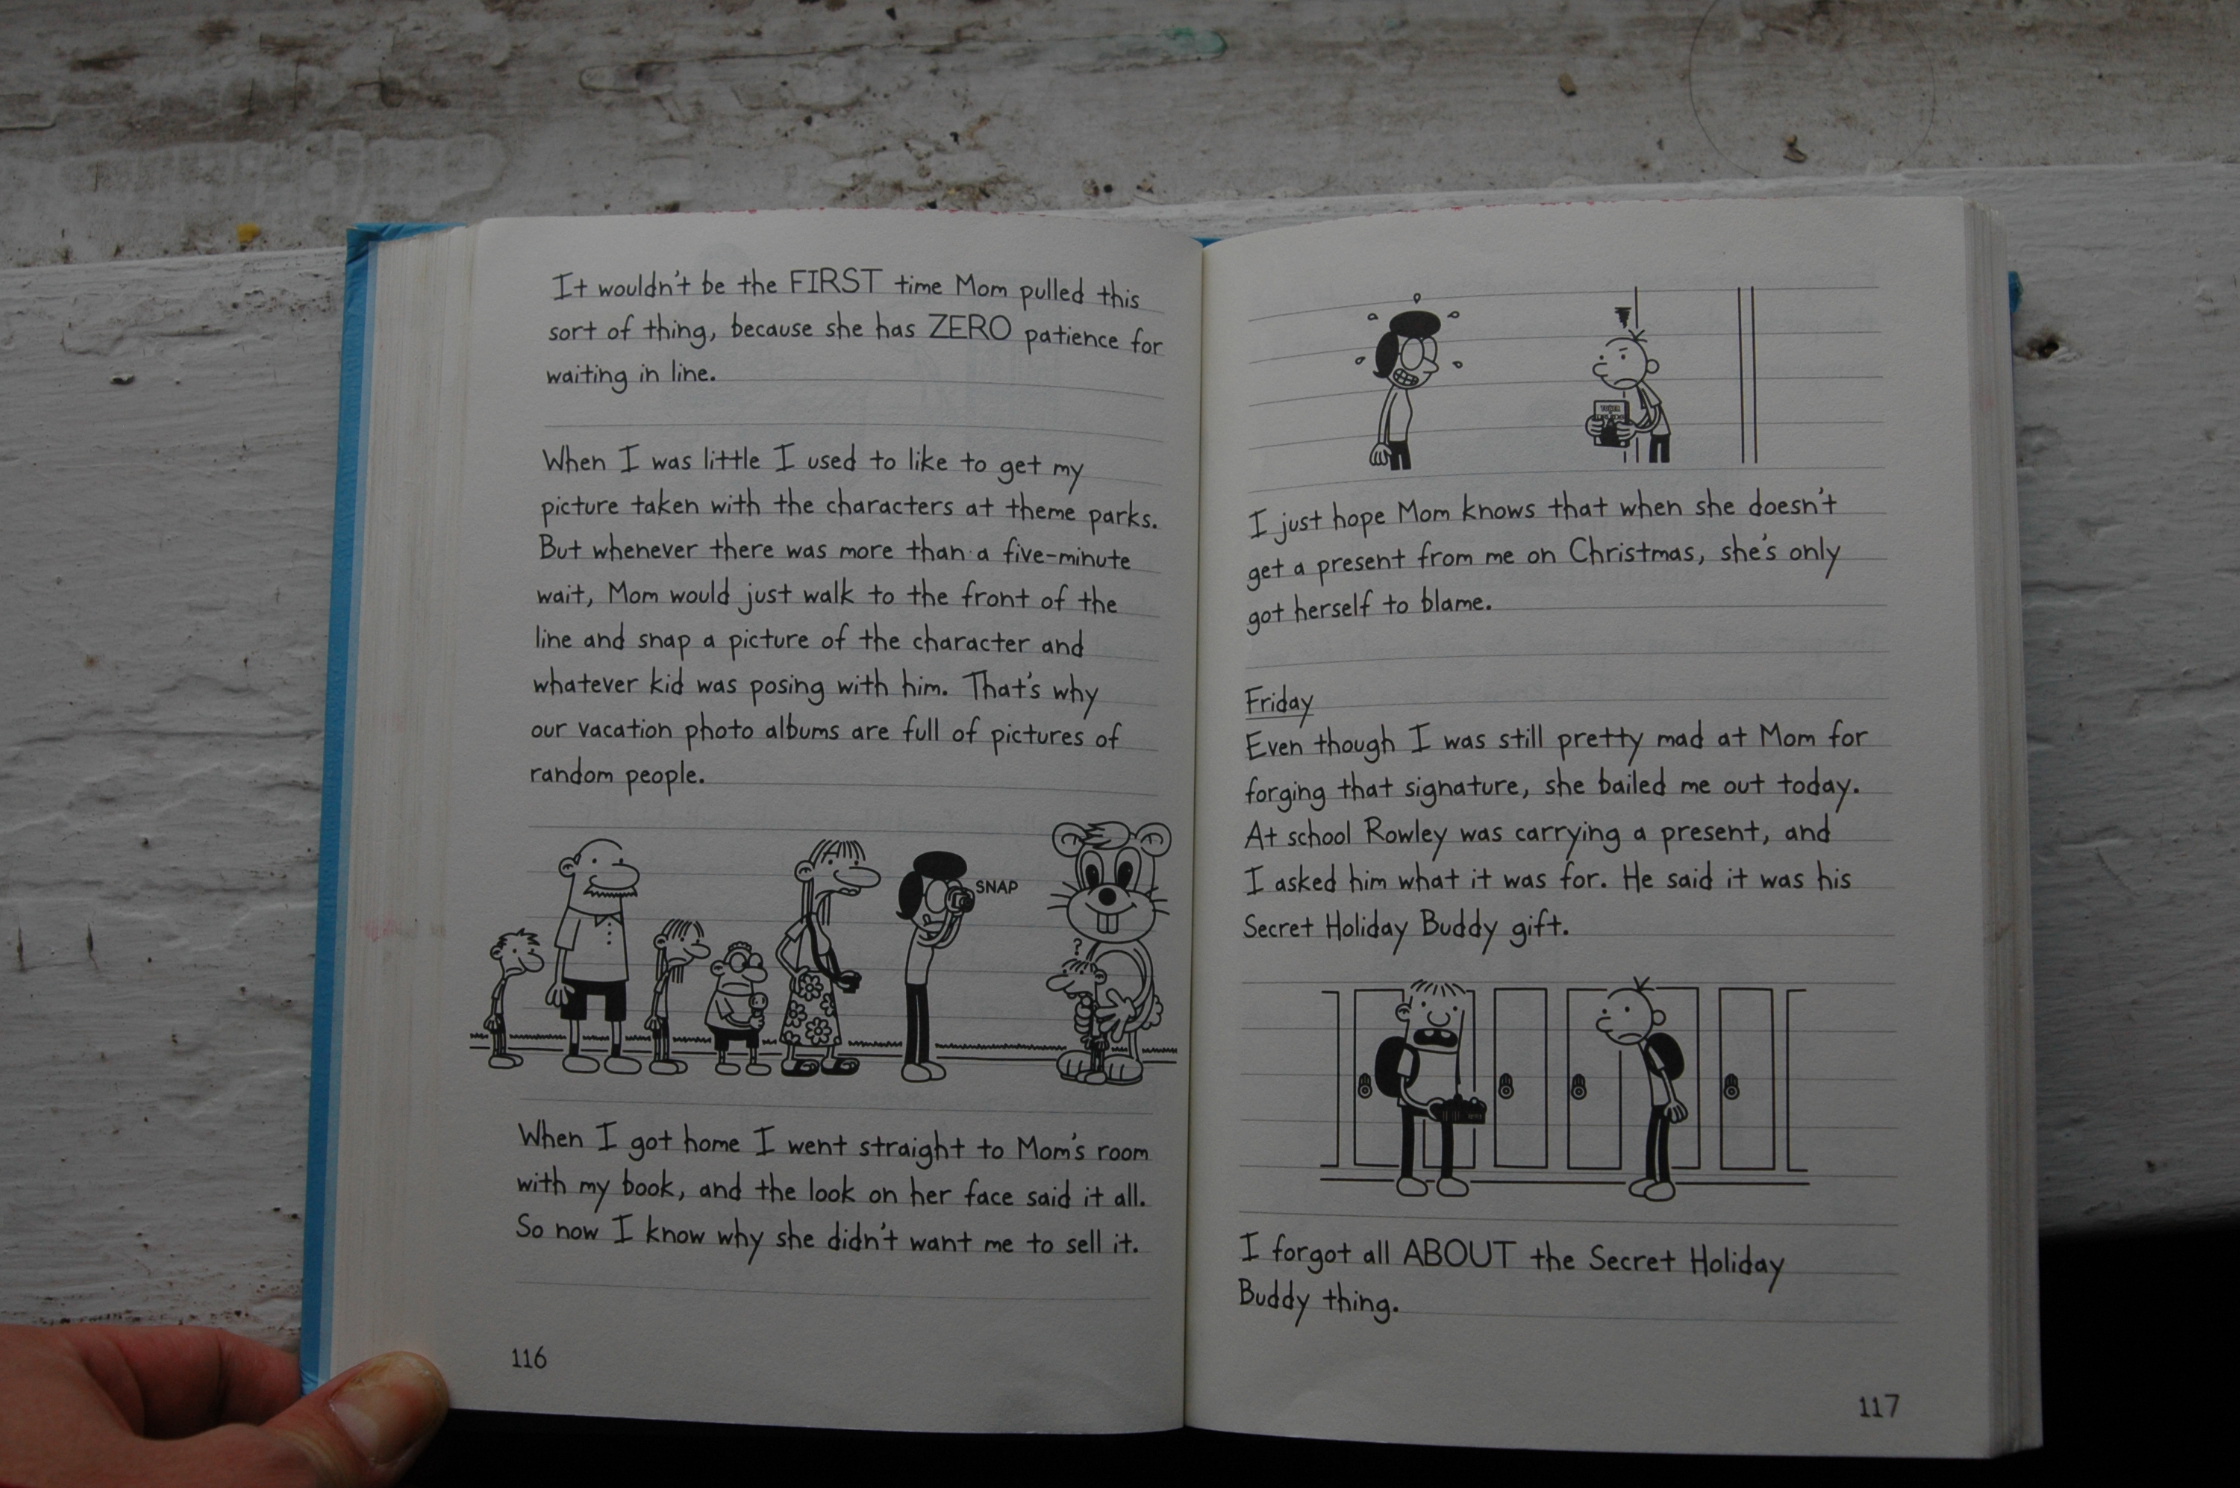 It wouldn't be the FIRST time Mom pulled this
sort of thing, because she has ZERO patience for
waiting in line.
When I was little I used to like to get my
picture taken with the characters at theme parks.
But whenever there was more than a five-minute
wait, Mom would just walk to the front of the
line and snap a picture of the character and
whatever kid was posing with him. That's why
our vacation photo albums are full of pictures of
random people.
SNAP
?
When I got home I went straight to Mom's room
with my book, and the look on her face said it all.
So now I know why she didn't want me to sell it.
116
I just hope Mom knows that when she doesn't
get a present from me on Christmas, she's only
got herself to blame.
Friday
Even though I was still pretty mad at Mom for
forging that signature, she bailed me out today.
At school Rowley was carrying a present, and
I asked him what it was for. He said it was his
Secret Holiday Buddy gift.
I forgot all ABOUT the Secret Holiday
Buddy thing.
117